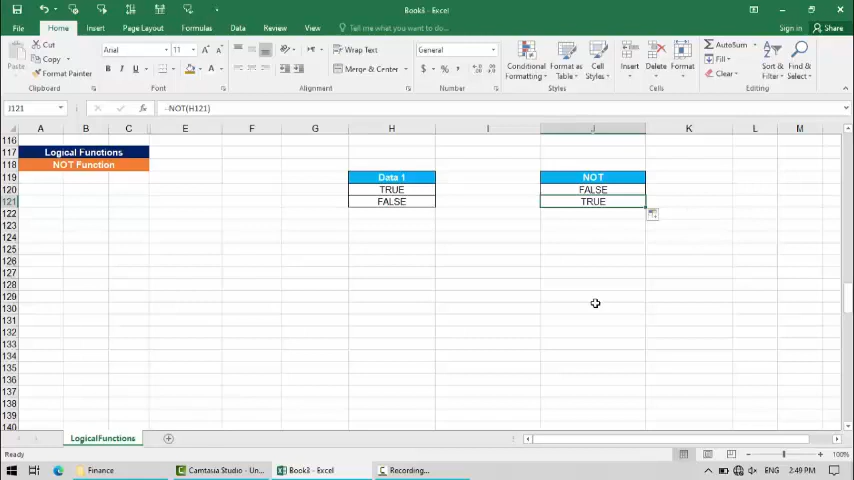 Book8 - Excel
Sign in
Share
File Home Insert Page Layout Formulas Data Review View Tell me what you want to do...
Paste
Cut
Copy
Format Painter
Clipboard
Arial 11
B I U
Font
Wrap Text
Merge & Center
Alignment
General
$ % ,
Number
Conditional Formatting
Format as Table
Cell Styles
Styles
Insert Delete Format
Cells
AutoSum
Fill
Clear
Sort & Filter
Find & Select
Editing
J121 fx =NOT(H121)
A B C E F G H I J K L M
116
117 Logical Functions
118 NOT Function
119 Data 1 NOT
120 TRUE FALSE
121 FALSE TRUE
122
123
124
125
126
127
128
129
130
131
132
133
134
135
136
137
138
139
140
LogicalFunctions
Ready
100%
Finance
Camtasia Studio - Un...
Book8 - Excel
Recording...
ENG 2:49 PM